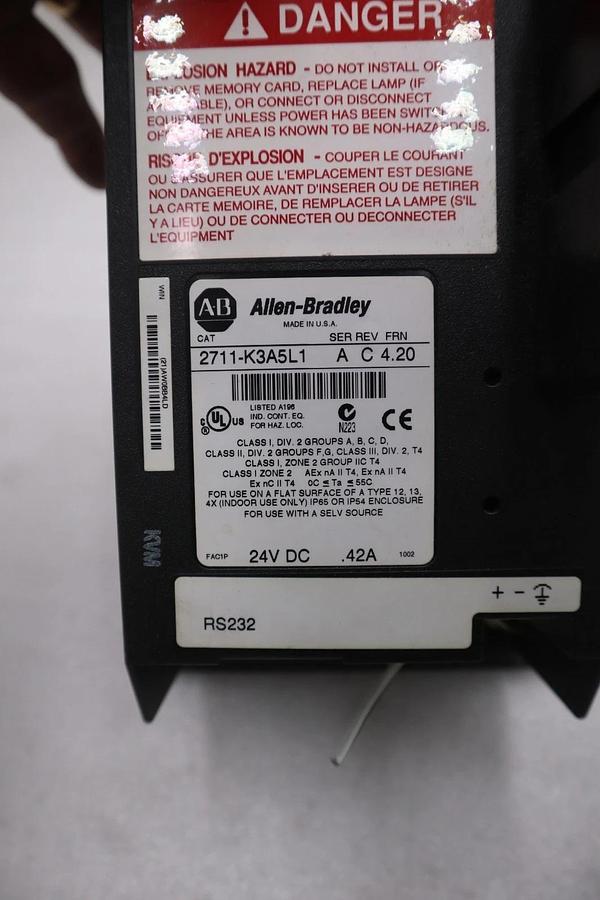 DANGER
HAZARD - DO NOT INSTALL OR
REMOVE MEMORY CARD, REPLACE LAMP (IF
OR CONNECT OR DISCONNECT
EQUIPMENT UNLESS POWER HAS BEEN
THE AREA IS KNOWN TO BE NON-HAZARDOUS.
D'EXPLOSION - COUPER LE COURANT
OU S'ASSURER QUE L'EMPLACEMENT EST DESIGNE
NON DANGEREUX AVANT D'INSERER OU DE RETIRER
LA CARTE MEMOIRE, DE REMPLACER LA LAMPE (S'IL
Y A LIEU) OU DE CONNECTER OU DECONNECTER
L'EQUIPMENT
WIN
(21)AW0984LD
A-B Allen-Bradley
MADE IN U.S.A.
CAT SER REV FRN
2711-K3A5L1 A C 4.20
C UL US
LISTED A196
IND. CONT. EQ.
FOR HAZ. LOC.
N223
CE
CLASS I, DIV. 2 GROUPS A, B, C, D,
CLASS II, DIV. 2 GROUPS F,G, CLASS III, DIV. 2, T4
CLASS I, ZONE 2 GROUP IIC T4
CLASS I ZONE 2 AEx nA II T4, Ex nA II T4
Ex nC II T4 0C ≤ Ta ≤ 55C
FOR USE ON A FLAT SURFACE OF A TYPE 12, 13,
4X (INDOOR USE ONLY) IP65 OR IP54 ENCLOSURE
FOR USE WITH A SELV SOURCE
FAC1P 24V DC .42A 1002
KVM
+ -
RS232